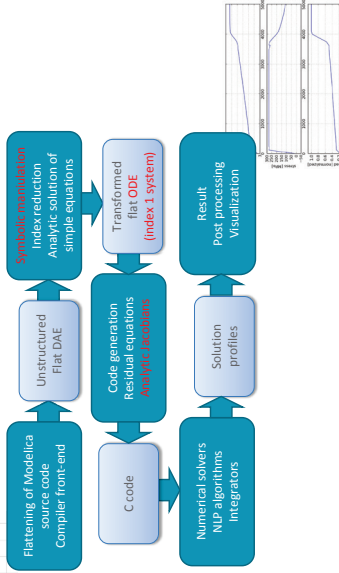 Flattening of Modelica
source code
Compiler front-end
Unstructured
Flat DAE
Symbolic manipulation
Index reduction
Analytic solution of
simple equations
Transformed
flat ODE
(index 1 system)
Code generation
Residual equations
Analytic Jacobians
C code
Numerical solvers
NLP algorithms
Integrators
Solution
profiles
Result
Post processing
Visualization